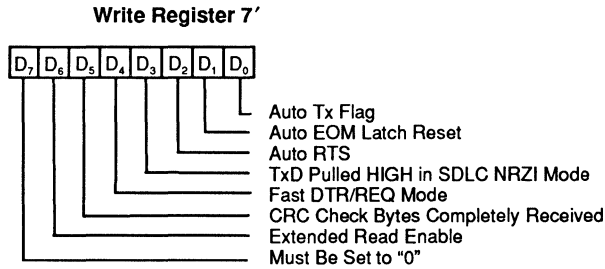 Write Register 7′
D₇ D₆ D₅ D₄ D₃ D₂ D₁ D₀
Auto Tx Flag
Auto EOM Latch Reset
Auto RTS
TxD Pulled HIGH in SDLC NRZI Mode
Fast DTR/REQ Mode
CRC Check Bytes Completely Received
Extended Read Enable
Must Be Set to “0”